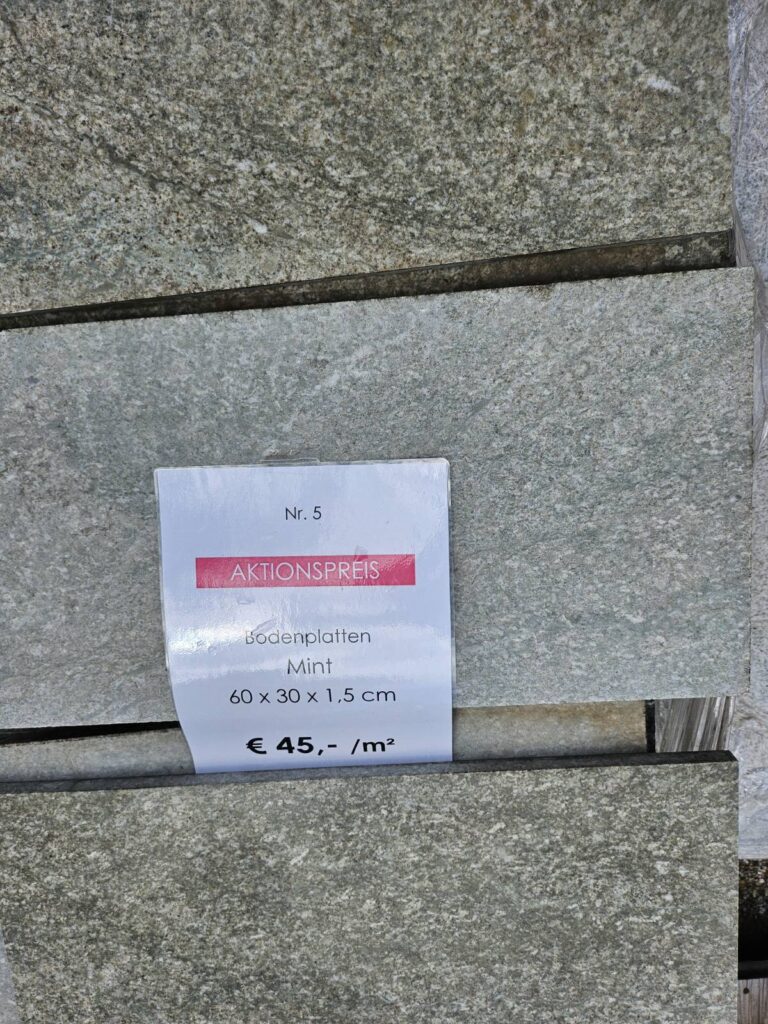 Nr. 5
AKTIONSPREIS
Bodenplatten
Mint
60 x 30 x 1,5 cm
€ 45,- /m²